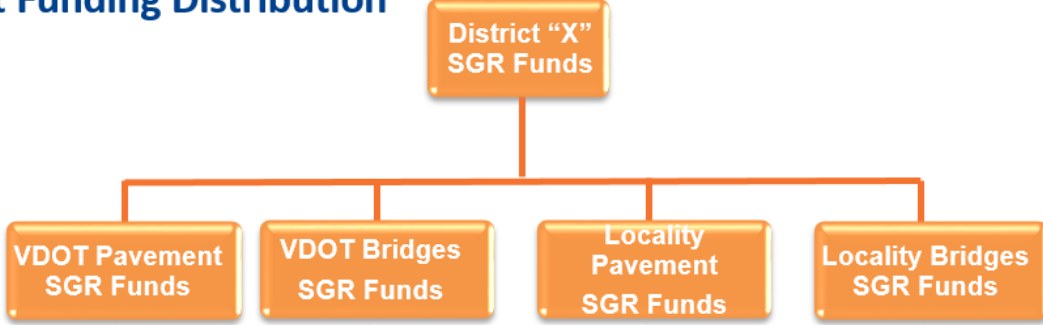 t Funding Distribution
District “X”
SGR Funds
VDOT Pavement
SGR Funds
VDOT Bridges
SGR Funds
Locality
Pavement
SGR Funds
Locality Bridges
SGR Funds